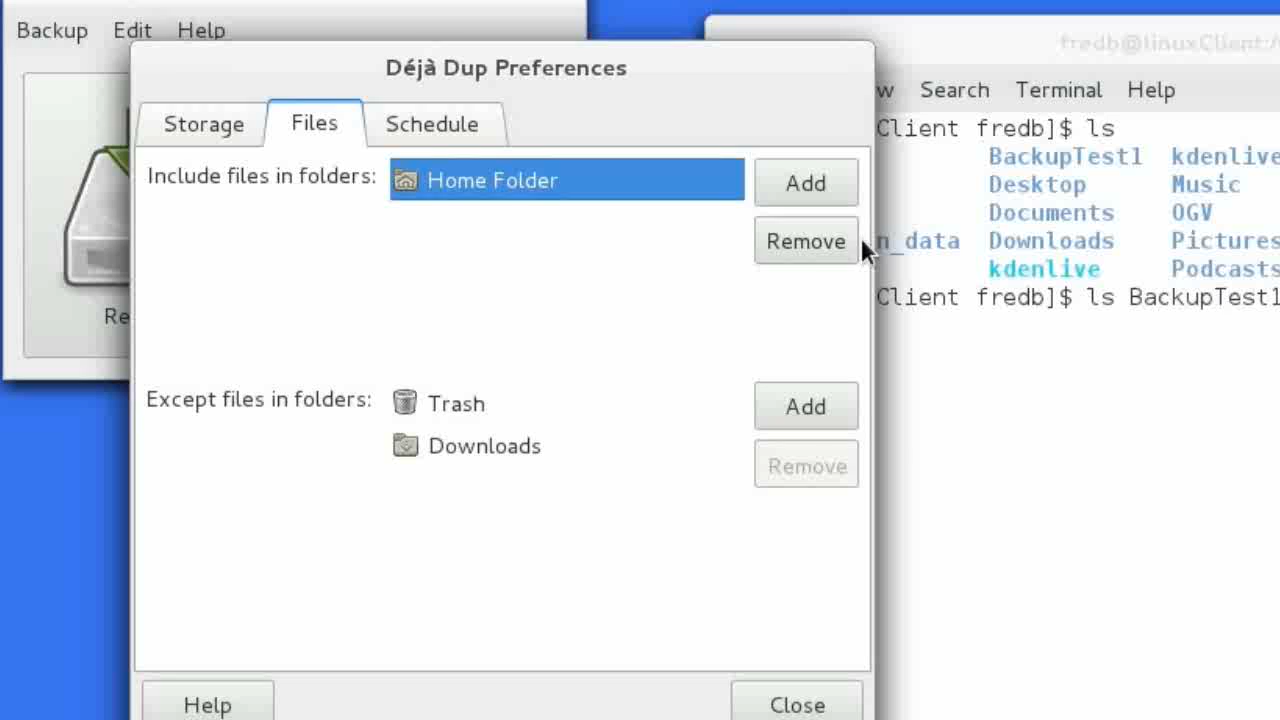 Backup Edit Help
Re
Déjà Dup Preferences
Storage Files Schedule
Include files in folders: Home Folder Add
Remove
Except files in folders: Trash Add
Downloads Remove
Help Close
fredb@linuxClient:/
w Search Terminal Help
Client fredb]$ ls
BackupTest1 kdenlive
Desktop Music
Documents OGV
n_data Downloads Pictures
kdenlive Podcasts
Client fredb]$ ls BackupTest1